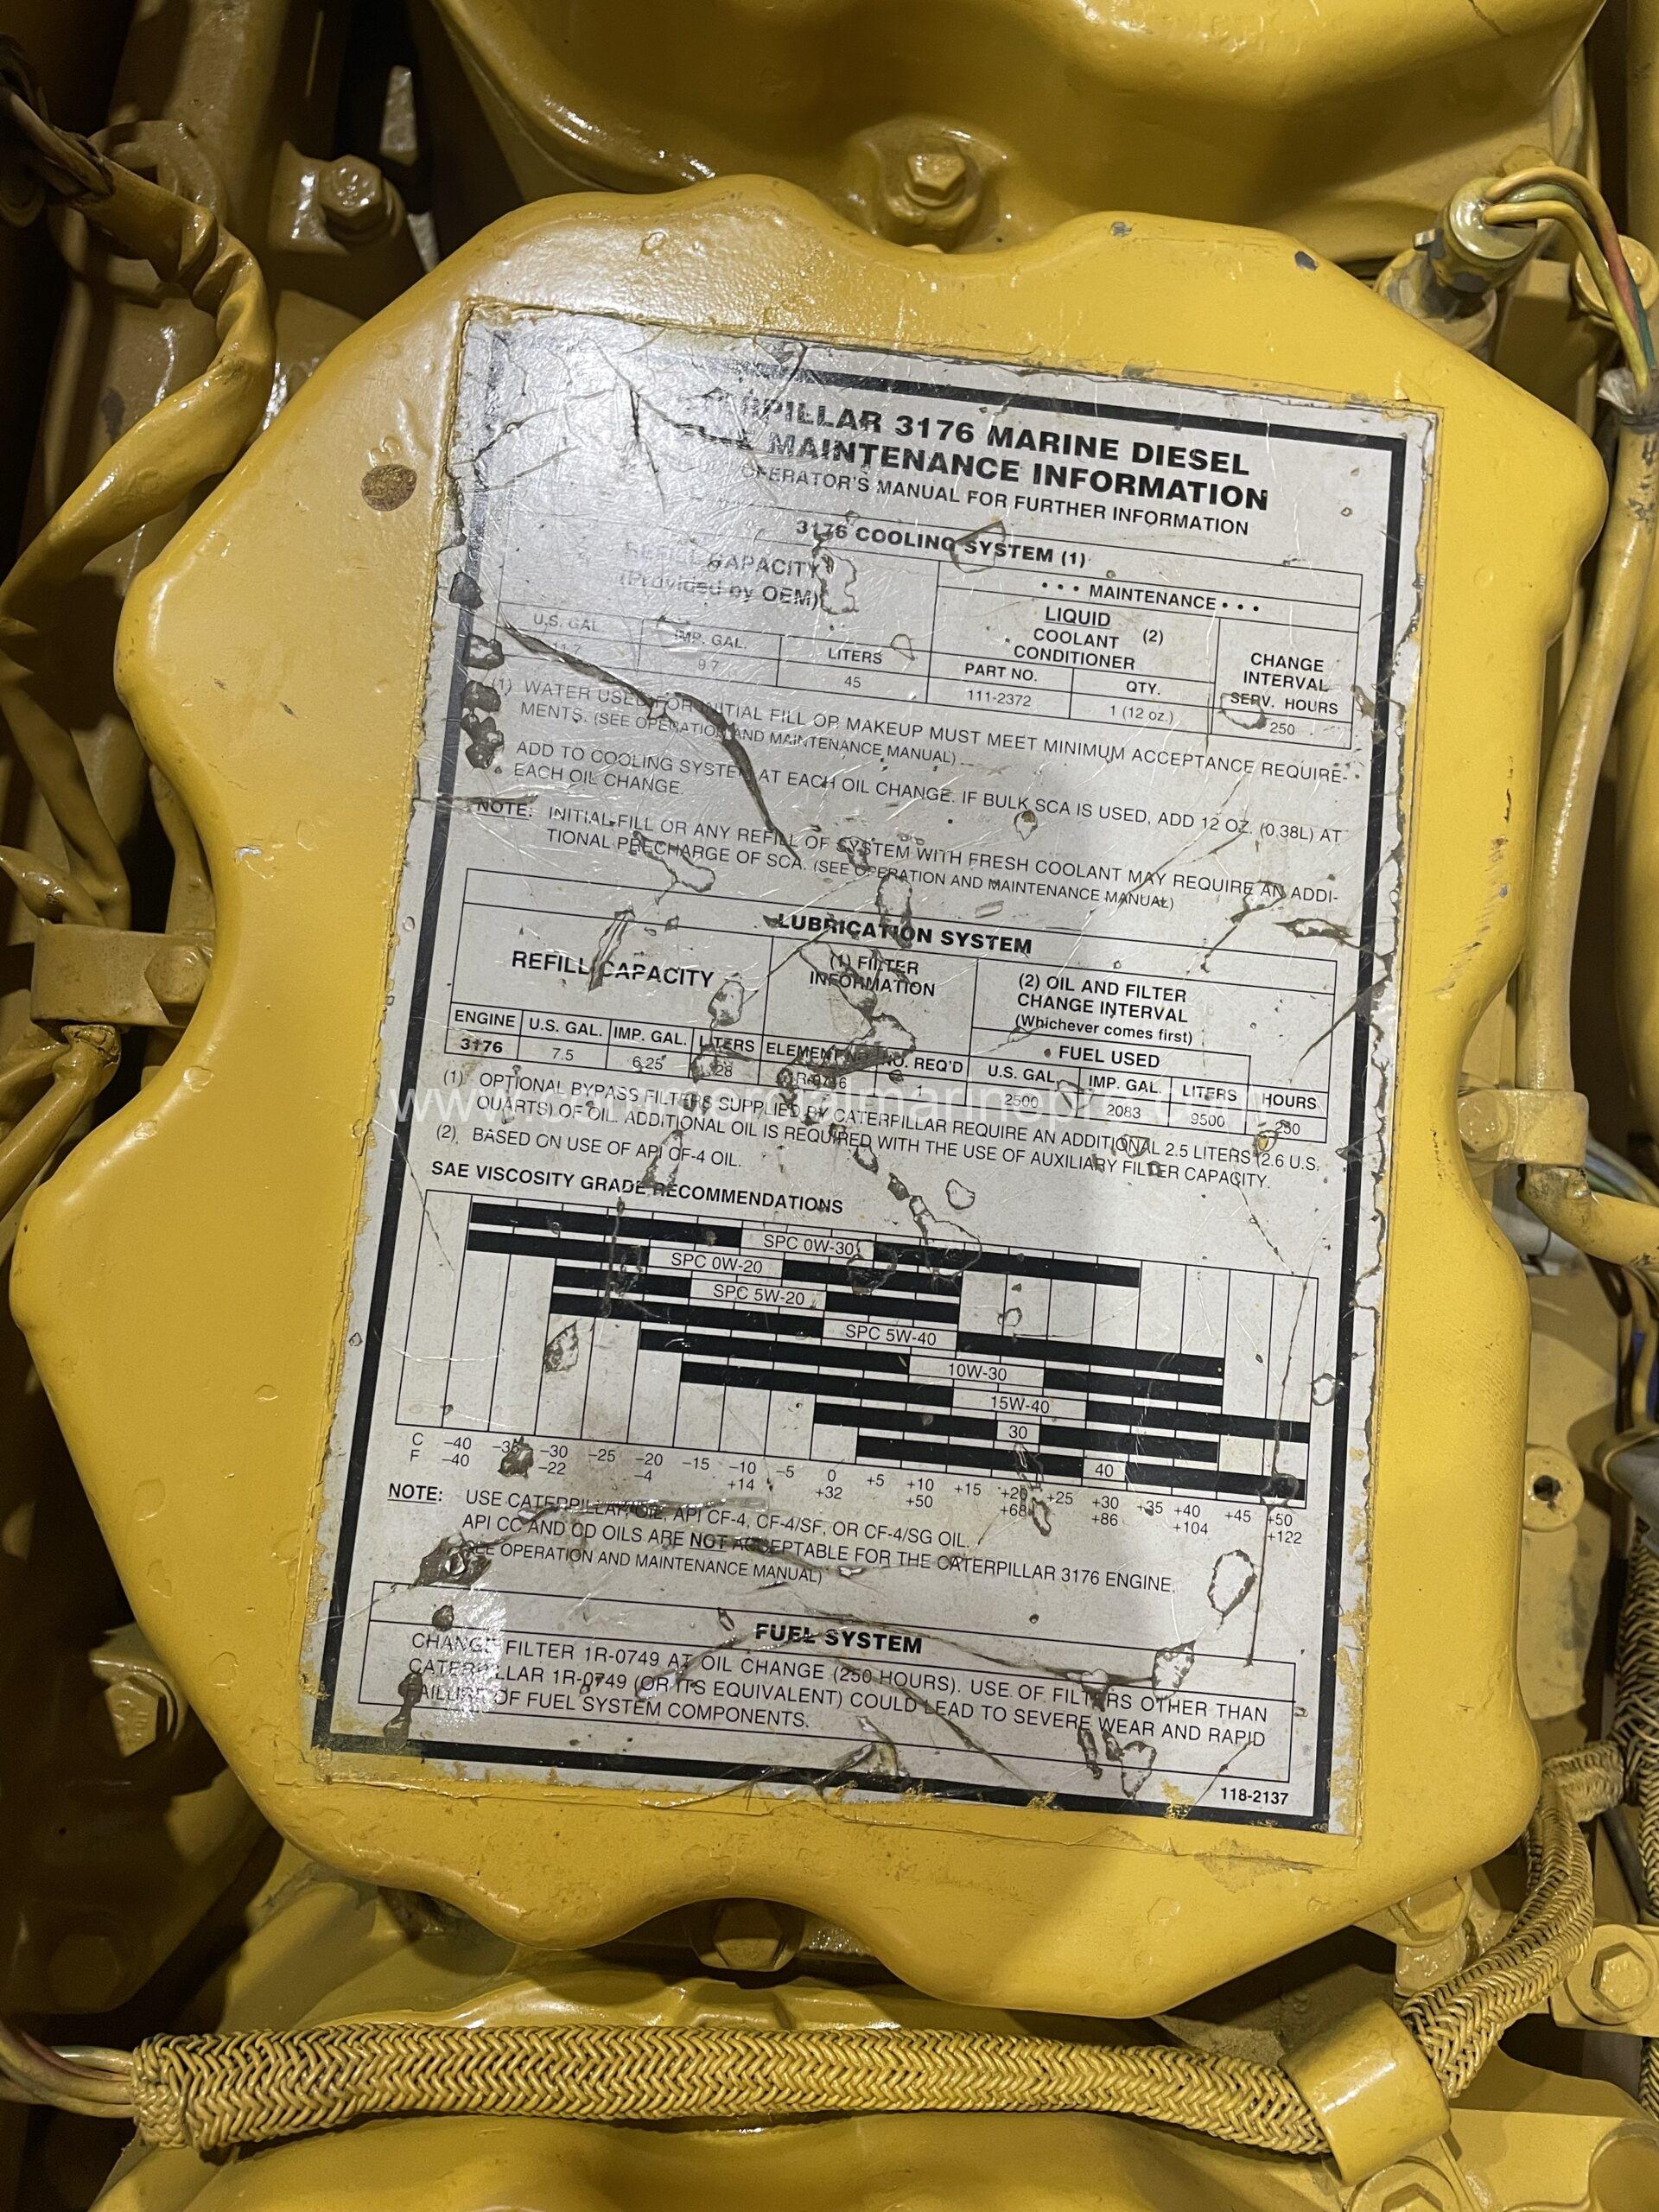 PILLAR 3176 MARINE DIESEL
MAINTENANCE INFORMATION
OPERATOR'S MANUAL FOR FURTHER INFORMATION
3176 COOLING SYSTEM (1)
REFILL CAPACITY
(Provided by OEM)
• • • MAINTENANCE • • •
LIQUID
COOLANT (2)
CONDITIONER
CHANGE
INTERVAL
U.S. GAL. IMP. GAL. LITERS PART NO. QTY. SERV. HOURS
11.7 9.7 45 111-2372 1 (12 oz.) 250
(1) WATER USED FOR INITIAL FILL OR MAKEUP MUST MEET MINIMUM ACCEPTANCE REQUIRE-
MENTS. (SEE OPERATION AND MAINTENANCE MANUAL)
ADD TO COOLING SYSTEM AT EACH OIL CHANGE. IF BULK SCA IS USED, ADD 12 OZ. (0.38L) AT
EACH OIL CHANGE.
NOTE: INITIAL FILL OR ANY REFILL OF SYSTEM WITH FRESH COOLANT MAY REQUIRE AN ADDI-
TIONAL PRECHARGE OF SCA. (SEE OPERATION AND MAINTENANCE MANUAL)
LUBRICATION SYSTEM
REFILL CAPACITY
(1) FILTER
INFORMATION
(2) OIL AND FILTER
CHANGE INTERVAL
(Whichever comes first)
FUEL USED
ENGINE U.S. GAL. IMP. GAL. LITERS ELEMENT NO. NO. REQ'D U.S. GAL. IMP. GAL. LITERS HOURS
3176 7.5 6.25 28 1 2500 2083 9500 250
(1) OPTIONAL BYPASS FILTERS SUPPLIED BY CATERPILLAR REQUIRE AN ADDITIONAL 2.5 LITERS (2.6 U.S.
QUARTS) OF OIL. ADDITIONAL OIL IS REQUIRED WITH THE USE OF AUXILIARY FILTER CAPACITY.
(2) BASED ON USE OF API CF-4 OIL.
SAE VISCOSITY GRADE RECOMMENDATIONS
SPC 0W-30
SPC 0W-20
SPC 5W-20
SPC 5W-40
10W-30
15W-40
30
40
C –40 –35 –30 –25 –20 –15 –10 –5 0 +5 +10 +15 +20 +25 +30 +35 +40 +45 +50
F –40 –22 –4 +14 +32 +50 +68 +86 +104 +122
NOTE: USE CATERPILLAR OIL, API CF-4, CF-4/SF, OR CF-4/SG OIL.
API CC AND CD OILS ARE NOT ACCEPTABLE FOR THE CATERPILLAR 3176 ENGINE.
SEE OPERATION AND MAINTENANCE MANUAL)
FUEL SYSTEM
CHANGE FILTER 1R-0749 AT OIL CHANGE (250 HOURS). USE OF FILTERS OTHER THAN
CATERPILLAR 1R-0749 (OR ITS EQUIVALENT) COULD LEAD TO SEVERE WEAR AND RAPID
FAILURE OF FUEL SYSTEM COMPONENTS.
118-2137
www.commercialmarinepro.com